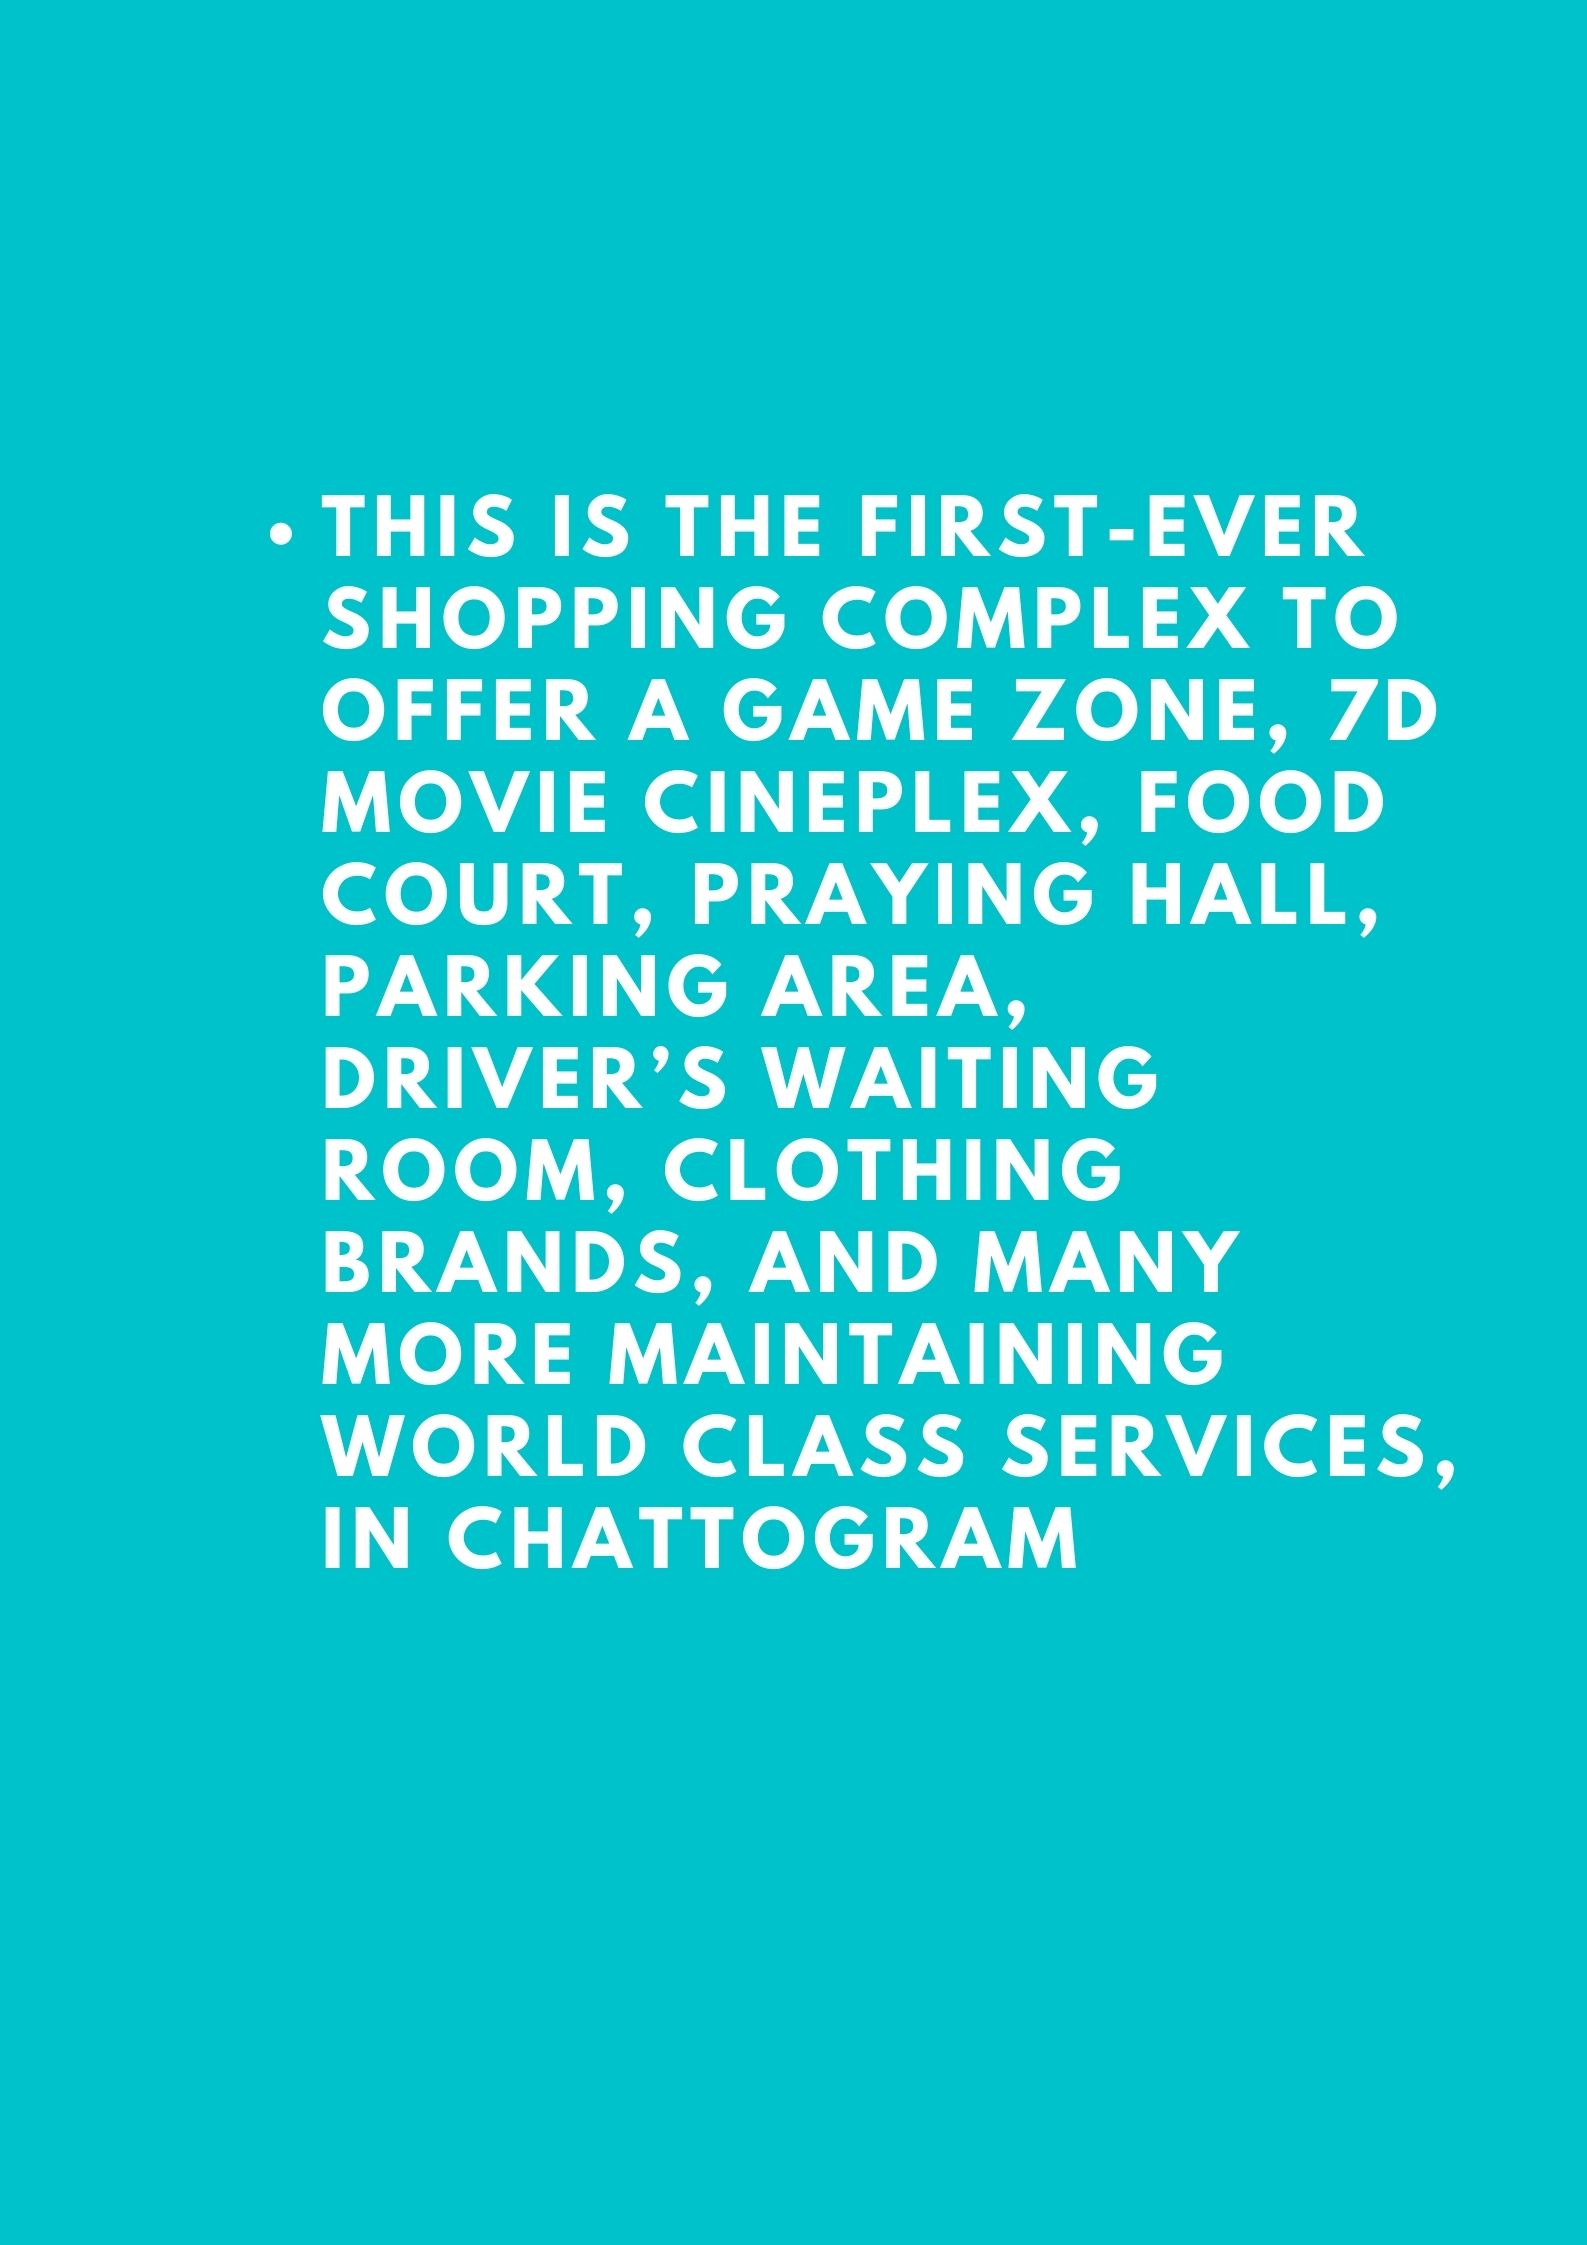 • THIS IS THE FIRST-EVER
SHOPPING COMPLEX TO
OFFER A GAME ZONE, 7D
MOVIE CINEPLEX, FOOD
COURT, PRAYING HALL,
PARKING AREA,
DRIVER’S WAITING
ROOM, CLOTHING
BRANDS, AND MANY
MORE MAINTAINING
WORLD CLASS SERVICES,
IN CHATTOGRAM